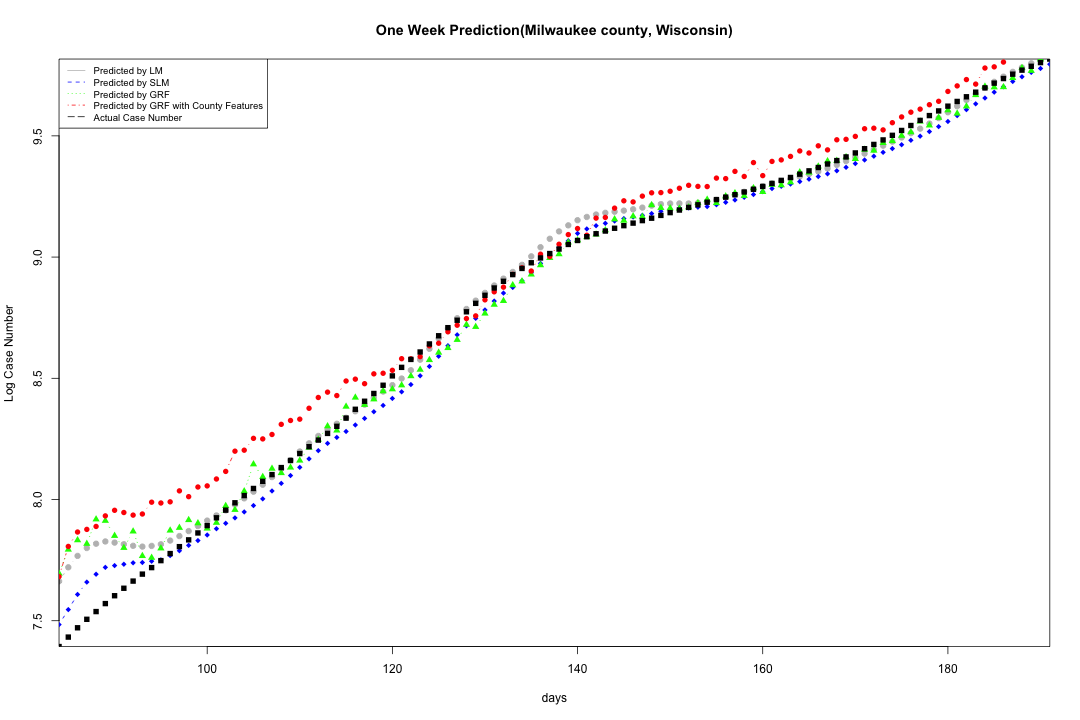 One Week Prediction(Milwaukee county, Wisconsin)
Predicted by LM
Predicted by SLM
Predicted by GRF
Predicted by GRF with County Features
Actual Case Number
9.5
9.0
8.5
8.0
7.5
Log Case Number
100 120 140 160 180
days